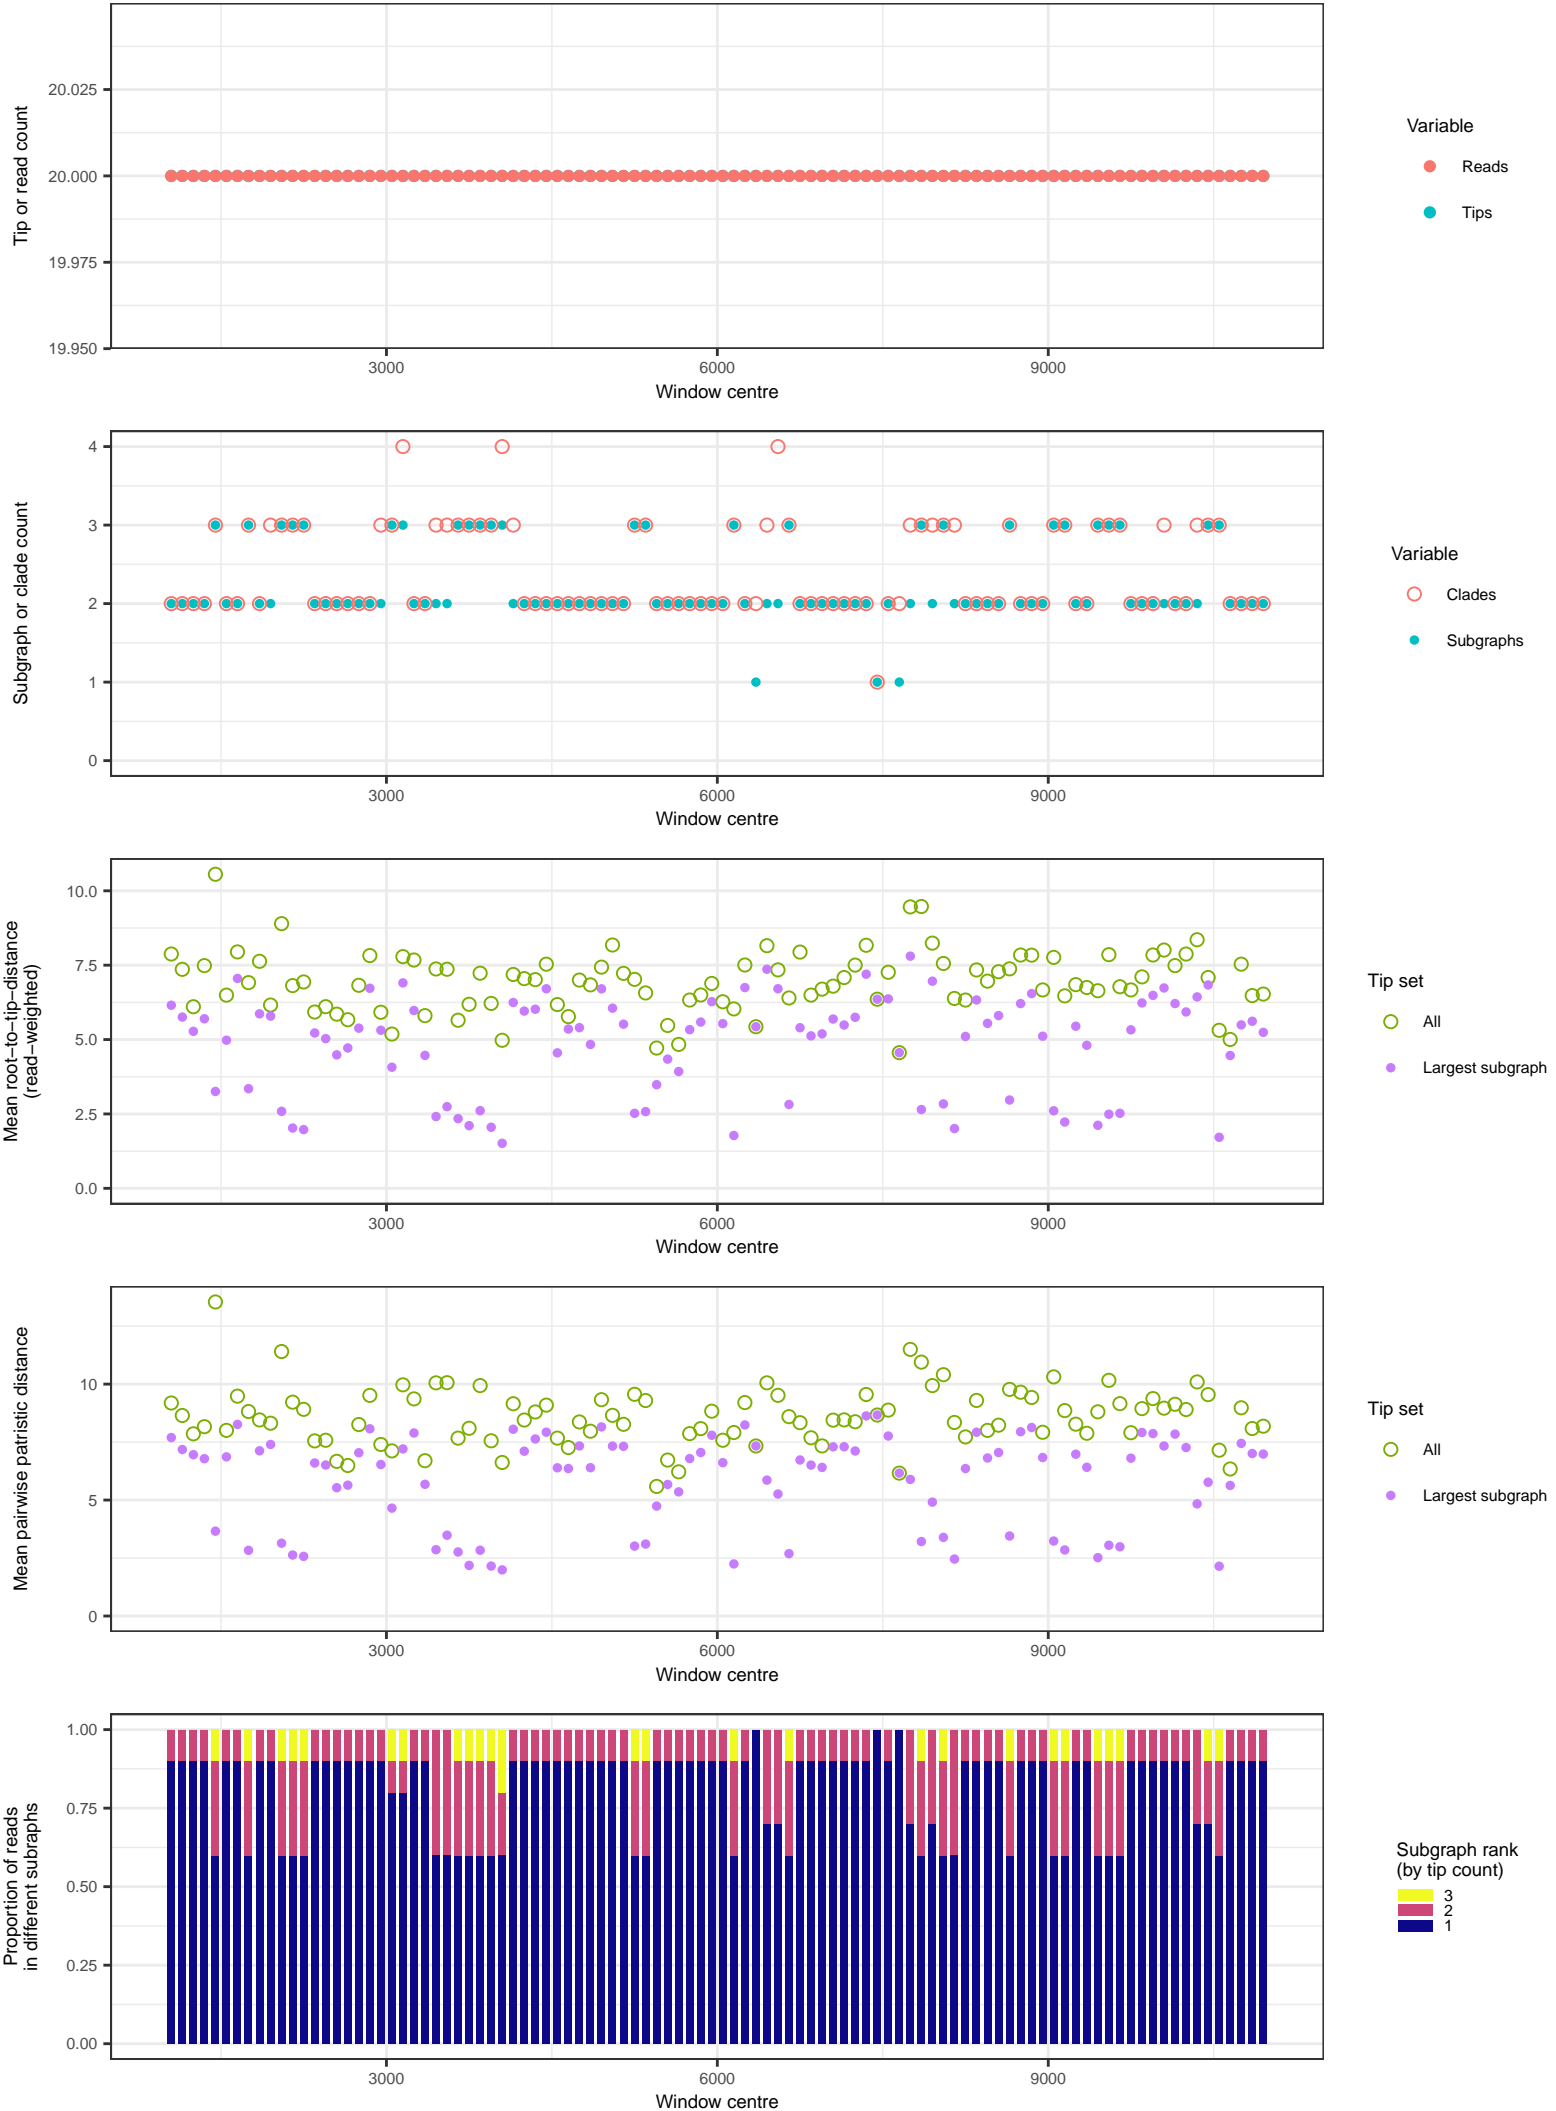 Tip or read count
20.025
20.000
19.975
19.950
3000 6000 9000
Window centre
Variable
Reads
Tips
Subgraph or clade count
4
3
2
1
0
3000 6000 9000
Window centre
Variable
Clades
Subgraphs
Mean root−to−tip−distance
(read−weighted)
10.0
7.5
5.0
2.5
0.0
3000 6000 9000
Window centre
Tip set
All
Largest subgraph
Mean pairwise patristic distance
10
5
0
3000 6000 9000
Window centre
Tip set
All
Largest subgraph
Proportion of reads
in different subraphs
1.00
0.75
0.50
0.25
0.00
3000 6000 9000
Window centre
Subgraph rank
(by tip count)
3
2
1